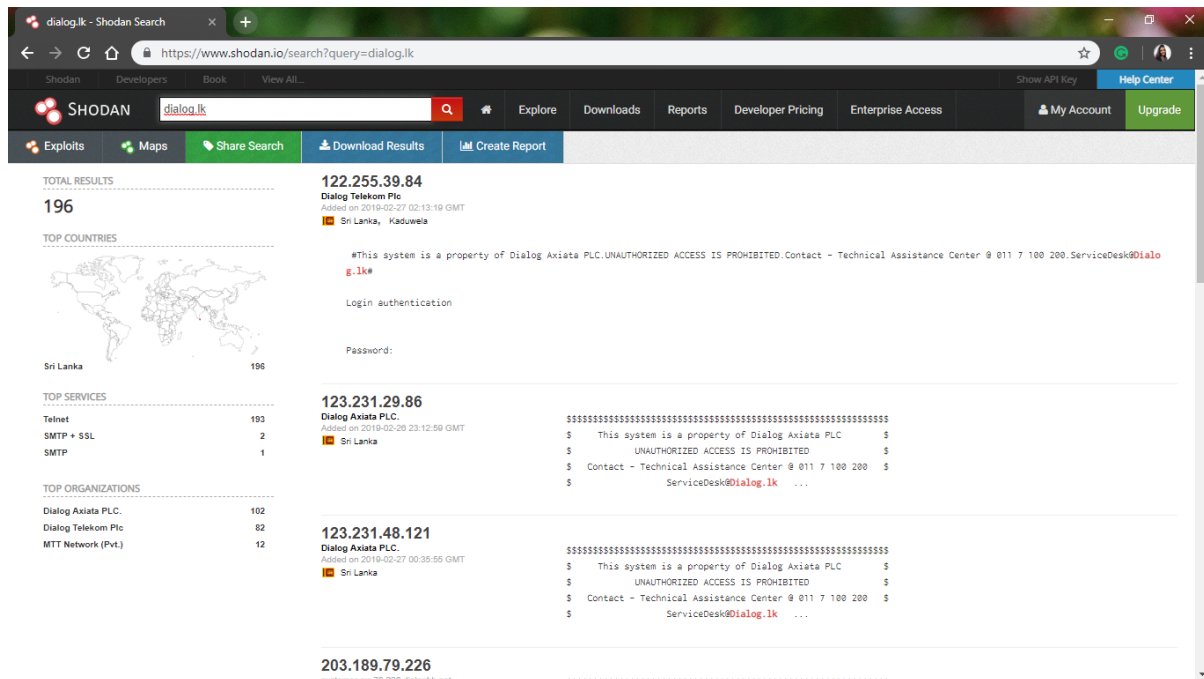 dialog.lk - Shodan Search
https://www.shodan.io/search?query=dialog.lk
Shodan Developers Book View All... Show API Key Help Center
SHODAN dialog.lk Explore Downloads Reports Developer Pricing Enterprise Access My Account Upgrade
Exploits Maps Share Search Download Results Create Report
TOTAL RESULTS
196
TOP COUNTRIES
Sri Lanka 196
TOP SERVICES
Telnet 193
SMTP + SSL 2
SMTP 1
TOP ORGANIZATIONS
Dialog Axiata PLC. 102
Dialog Telekom Plc 82
MTT Network (Pvt.) 12
122.255.39.84
Dialog Telekom Plc
Added on 2019-02-27 02:13:19 GMT
Sri Lanka, Kaduwela
#This system is a property of Dialog Axiata PLC.UNAUTHORIZED ACCESS IS PROHIBITED.Contact - Technical Assistance Center @ 011 7 100 200.ServiceDesk@Dialo
g.lk#
Login authentication
Password:
123.231.29.86
Dialog Axiata PLC.
Added on 2019-02-26 23:12:59 GMT
Sri Lanka
$$$$$$$$$$$$$$$$$$$$$$$$$$$$$$$$$$$$$$$$$$$$$$$$$$$$$$$$$$$$$
$ This system is a property of Dialog Axiata PLC $
$ UNAUTHORIZED ACCESS IS PROHIBITED $
$ Contact - Technical Assistance Center @ 011 7 100 200 $
$ ServiceDesk@Dialog.lk ...
123.231.48.121
Dialog Axiata PLC.
Added on 2019-02-27 00:35:55 GMT
Sri Lanka
$$$$$$$$$$$$$$$$$$$$$$$$$$$$$$$$$$$$$$$$$$$$$$$$$$$$$$$$$$$$$
$ This system is a property of Dialog Axiata PLC $
$ UNAUTHORIZED ACCESS IS PROHIBITED $
$ Contact - Technical Assistance Center @ 011 7 100 200 $
$ ServiceDesk@Dialog.lk ...
203.189.79.226